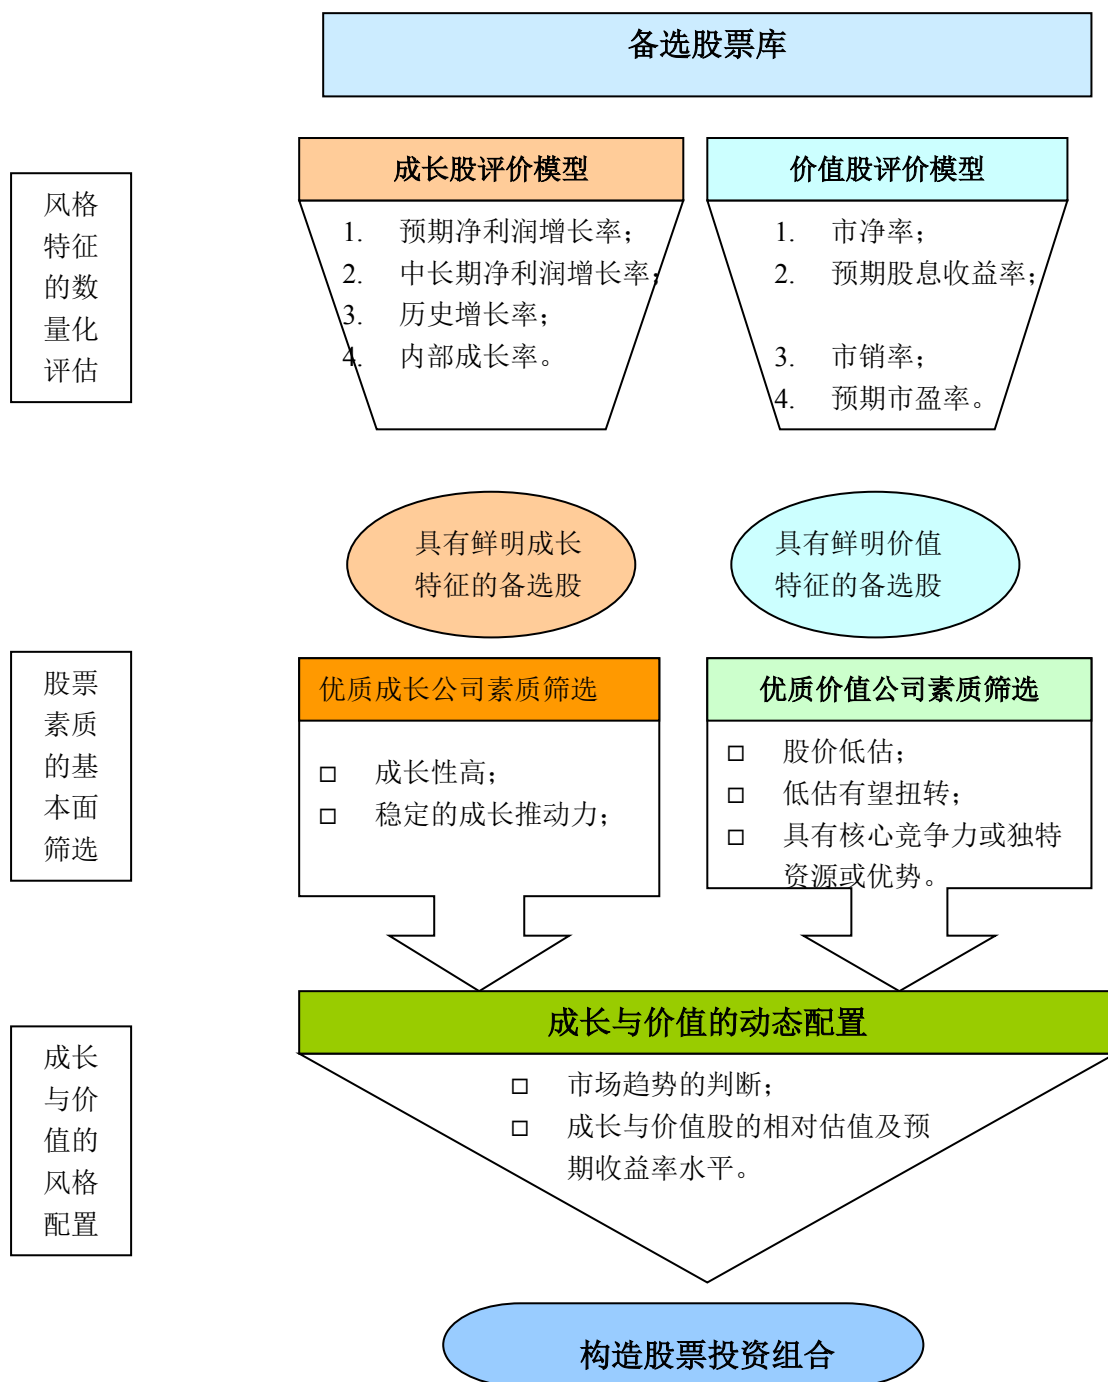 备选股票库
成长股评价模型
价值股评价模型
风格
特征
的数
量化
评估
1. 预期净利润增长率；
2. 中长期净利润增长率；
3. 历史增长率；
4. 内部成长率。
1. 市净率；
2. 预期股息收益率；
3. 市销率；
4. 预期市盈率。
具有鲜明成长
特征的备选股
具有鲜明价值
特征的备选股
股票
素质
的基
本面
筛选
优质成长公司素质筛选
优质价值公司素质筛选
□ 成长性高；
□ 稳定的成长推动力；
□ 股价低估；
□ 低估有望扭转；
□ 具有核心竞争力或独特
资源或优势。
成长与价值的动态配置
成长
与价
值的
风格
配置
□ 市场趋势的判断；
□ 成长与价值股的相对估值及预
期收益率水平。
构造股票投资组合